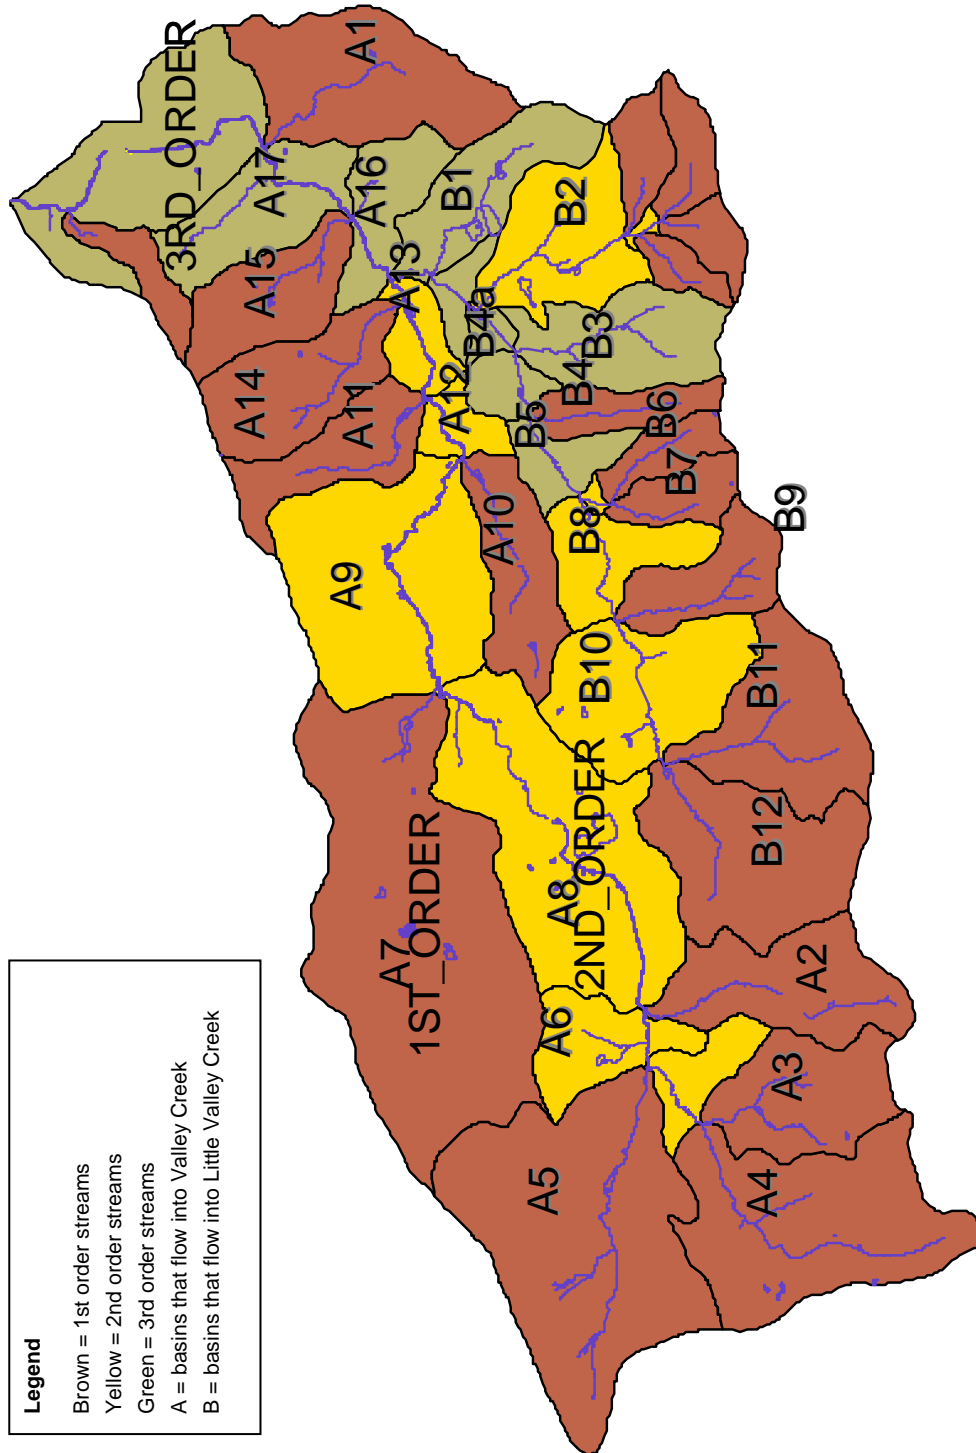 Legend
Brown = 1st order streams
Yellow = 2nd order streams
Green = 3rd order streams
A = basins that flow into Valley Creek
B = basins that flow into Little Valley Creek
A5
A7
1ST_ORDER
A9
A11
A14
A15
3RD_ORDER
A17
A1
A16
A13
A12
A10
A8
2ND_ORDER
A6
A4
A3
A2
B12
B11
B10
B9
B8
B7
B6
B5
B4
B4a
B3
B2
B1